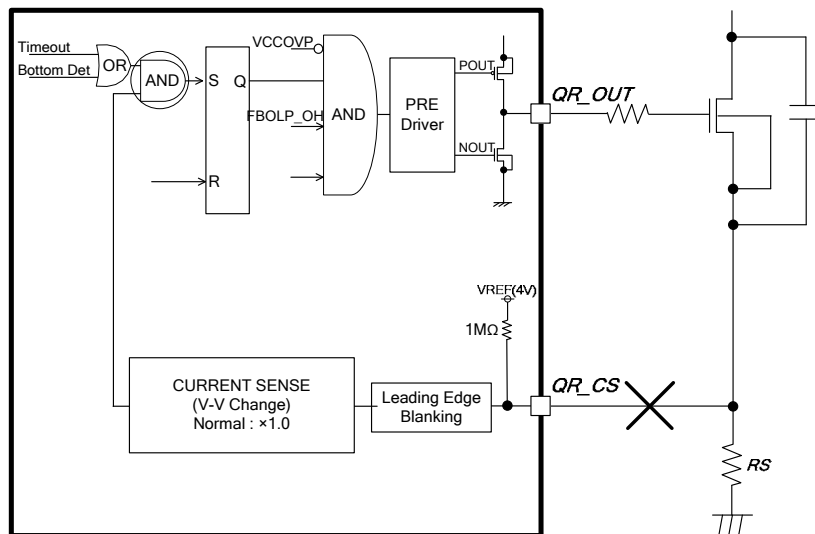 Timeout
Bottom Det
OR
AND
S
Q
R
VCCOVP
FBOLP_OH
AND
PRE
Driver
POUT
NOUT
QR_OUT
VREF(4V)
1MΩ
CURRENT SENSE
(V-V Change)
Normal : ×1.0
Leading Edge
Blanking
QR_CS
RS